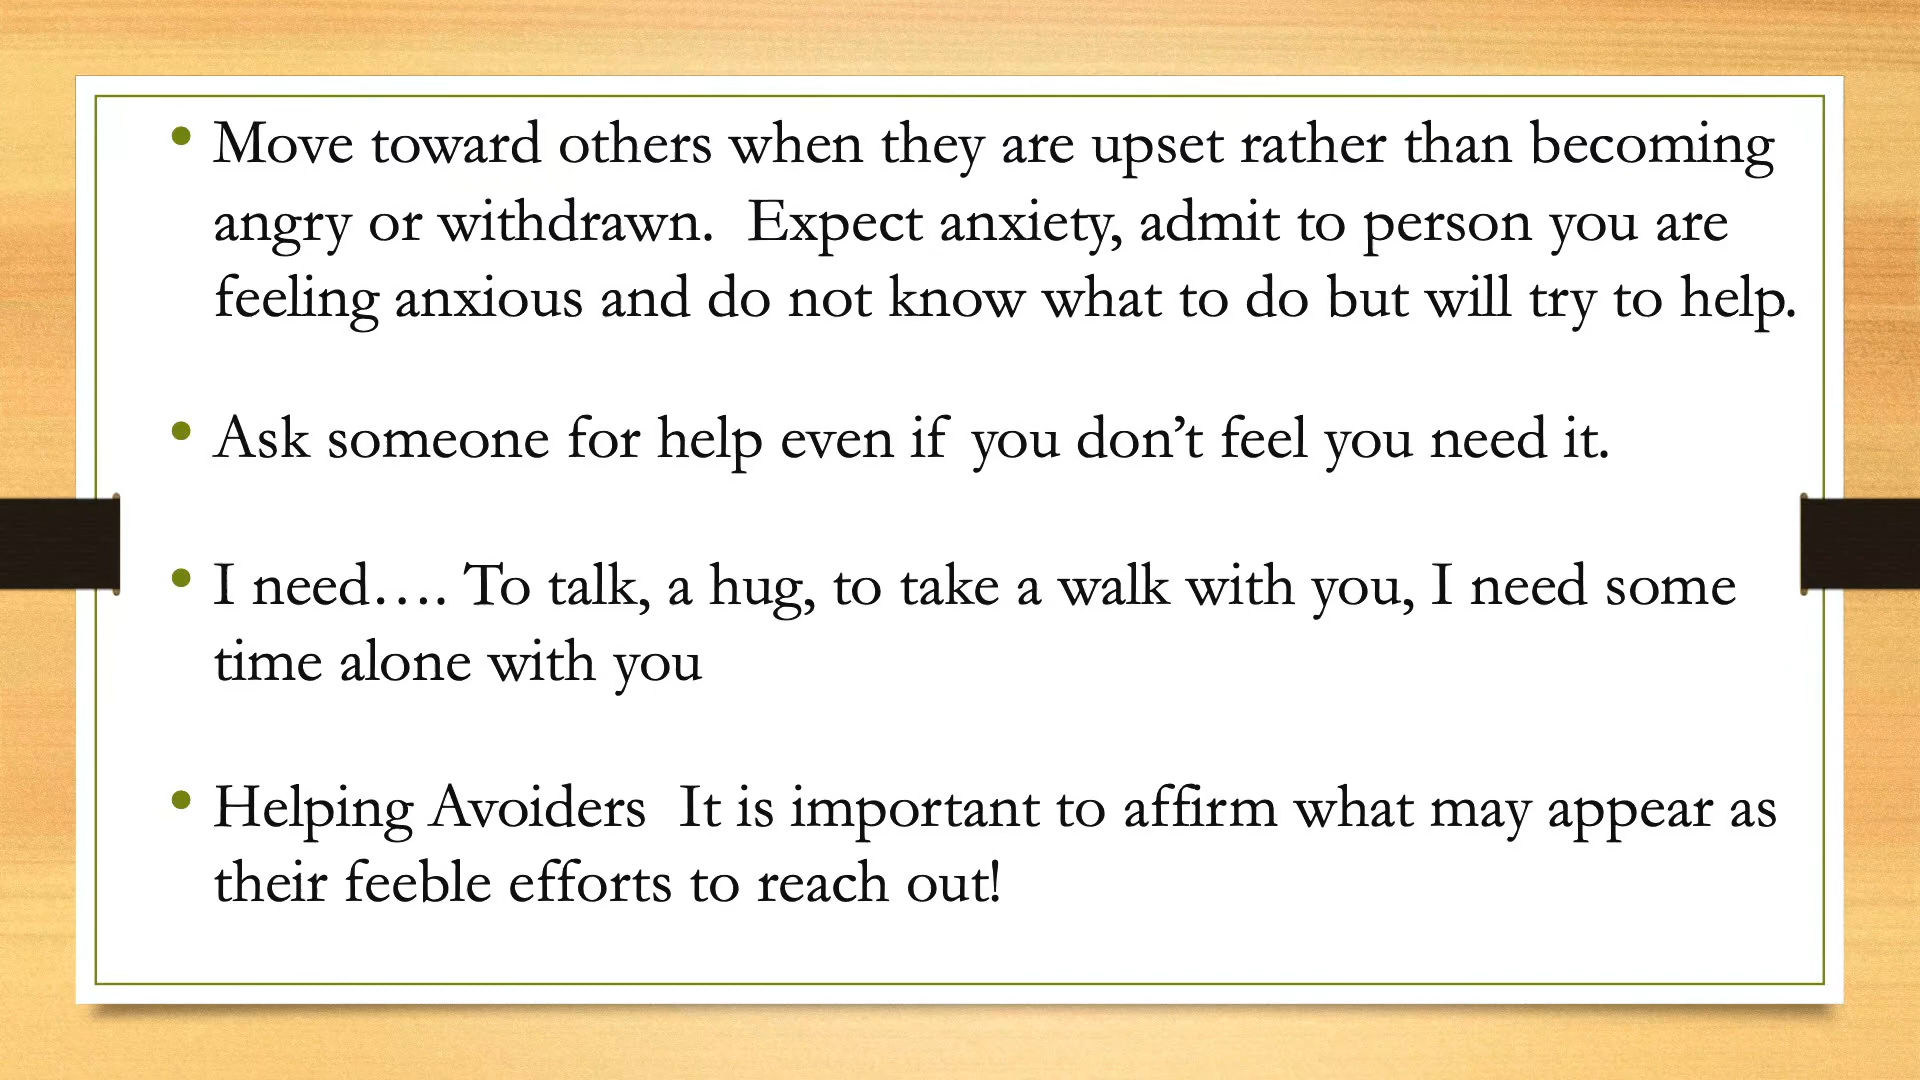 • Move toward others when they are upset rather than becoming
angry or withdrawn.  Expect anxiety, admit to person you are
feeling anxious and do not know what to do but will try to help.
• Ask someone for help even if you don’t feel you need it.
• I need…. To talk, a hug, to take a walk with you, I need some
time alone with you
• Helping Avoiders  It is important to affirm what may appear as
their feeble efforts to reach out!